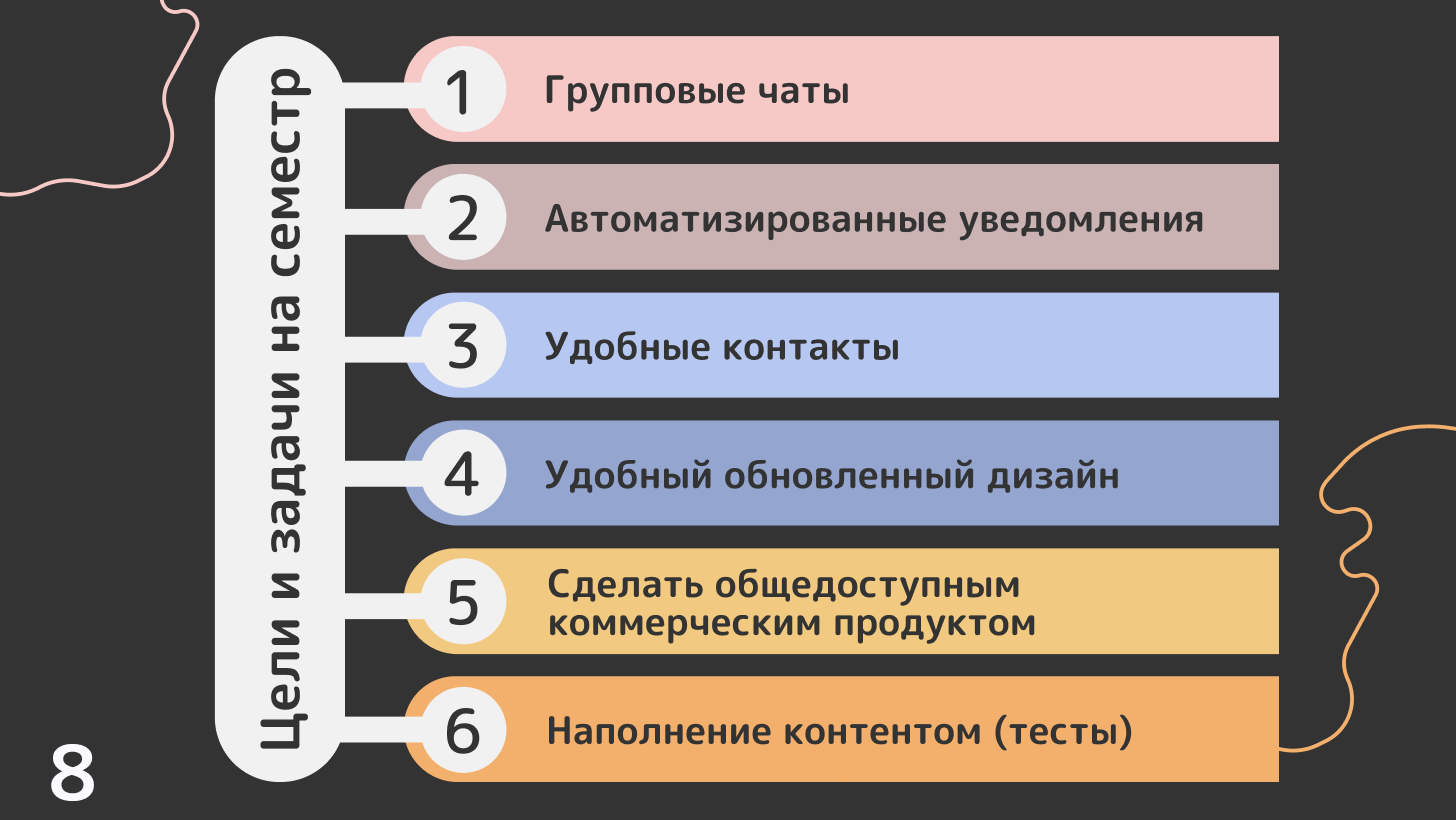 Цели и задачи на семестр
1
Групповые чаты
2
Автоматизированные уведомления
3
Удобные контакты
4
Удобный обновленный дизайн
5
Сделать общедоступным
коммерческим продуктом
6
Наполнение контентом (тесты)
8